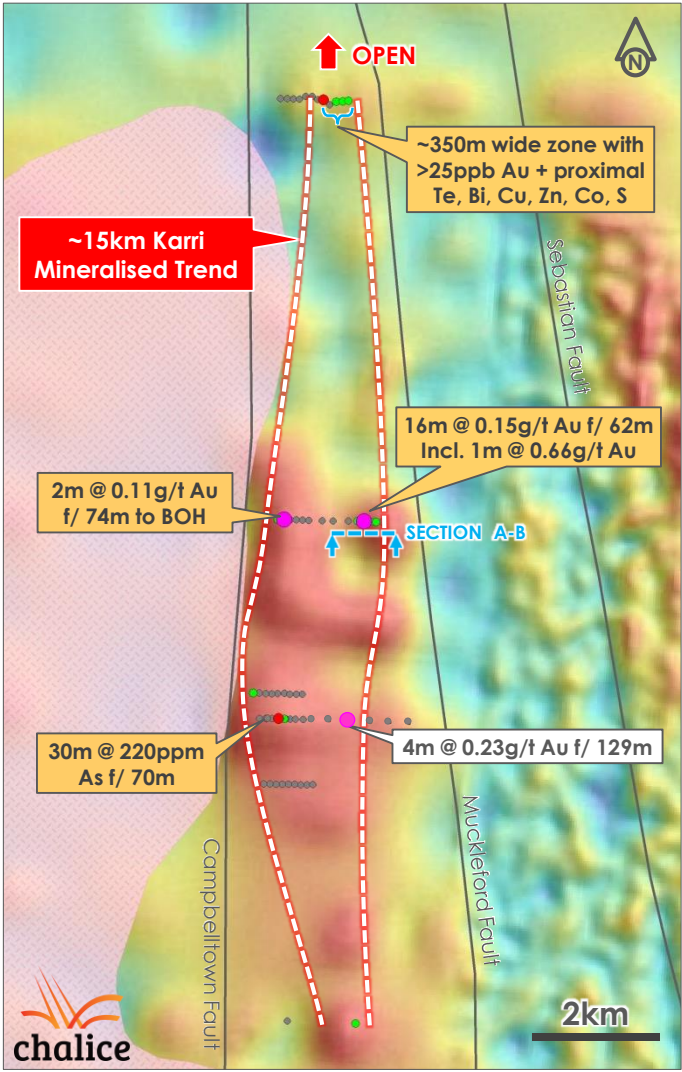 OPEN
N
~350m wide zone with
>25ppb Au + proximal
Te, Bi, Cu, Zn, Co, S
~15km Karri
Mineralised Trend
Sebastian Fault
16m @ 0.15g/t Au f/ 62m
Incl. 1m @ 0.66g/t Au
2m @ 0.11g/t Au
f/ 74m to BOH
SECTION A-B
30m @ 220ppm
As f/ 70m
4m @ 0.23g/t Au f/ 129m
Campbelltown Fault
Muckleford Fault
2km
chalice